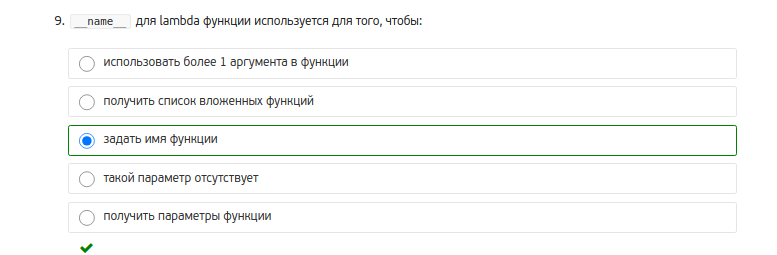 9. __name__ для lambda функции используется для того, чтобы:
использовать более 1 аргумента в функции
получить список вложенных функций
задать имя функции
такой параметр отсутствует
получить параметры функции